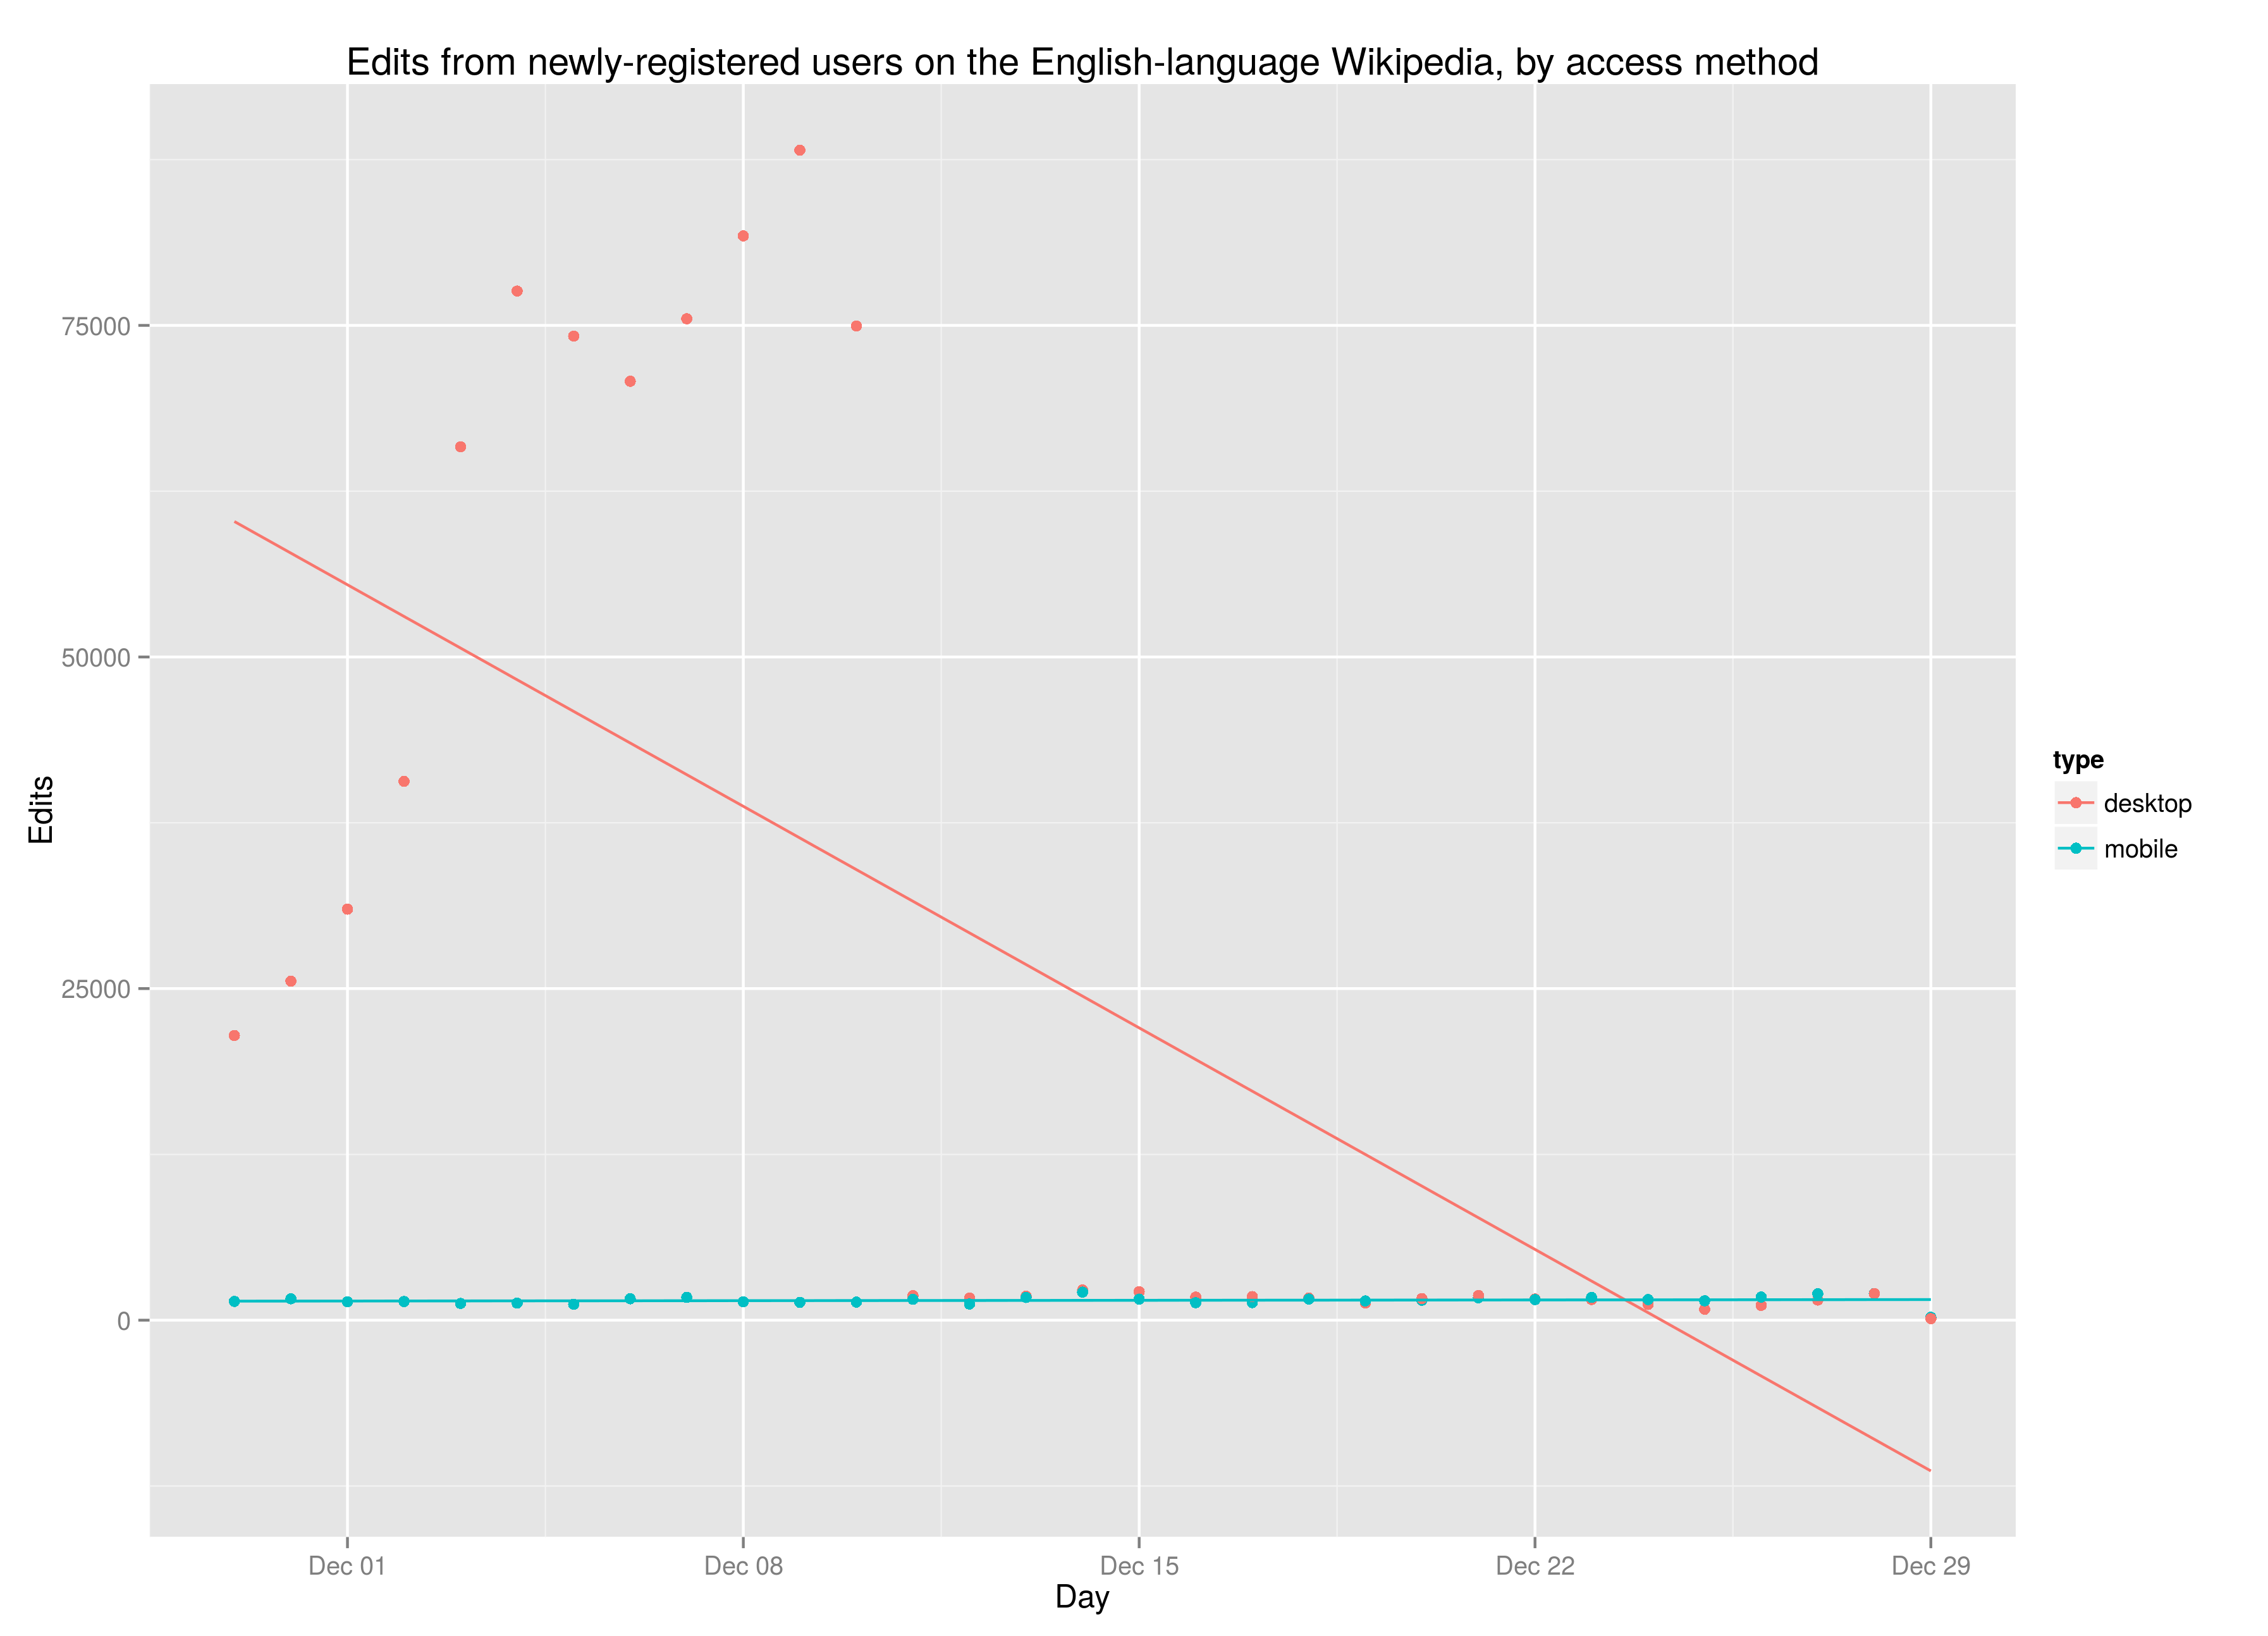 Edits from newly-registered users on the English-language Wikipedia, by access method
Edits
75000
50000
25000
0
Dec 01
Dec 08
Dec 15
Dec 22
Dec 29
Day
type
desktop
mobile